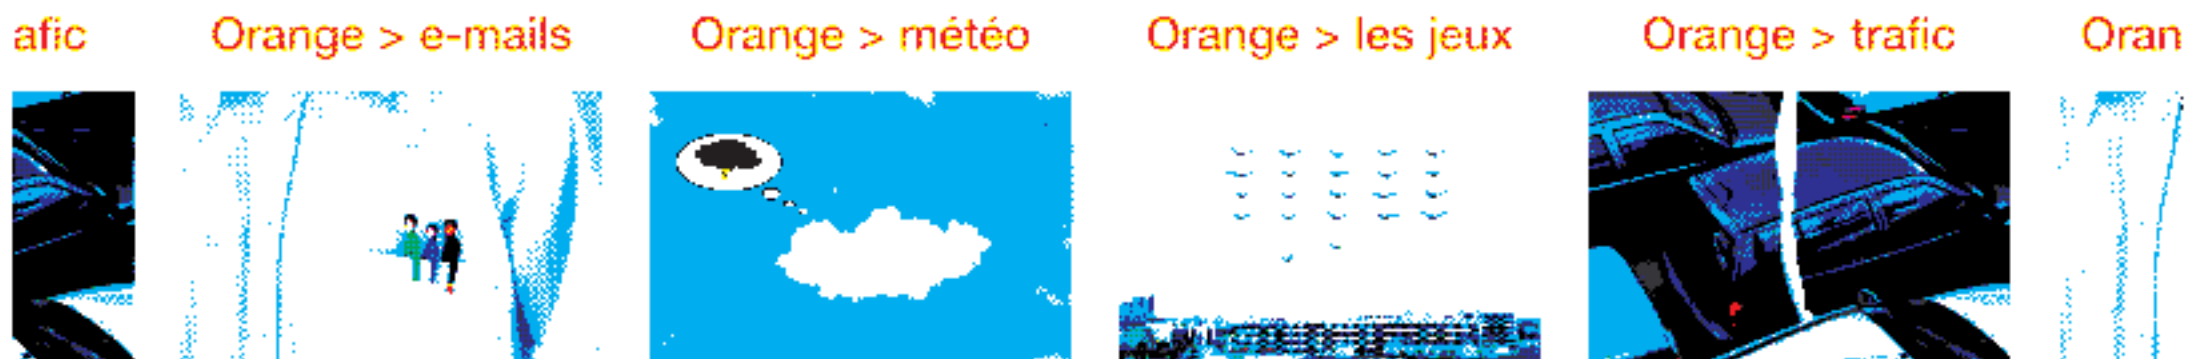 afic
Orange > e-mails
Orange > météo
Orange > les jeux
Orange > trafic
Oran